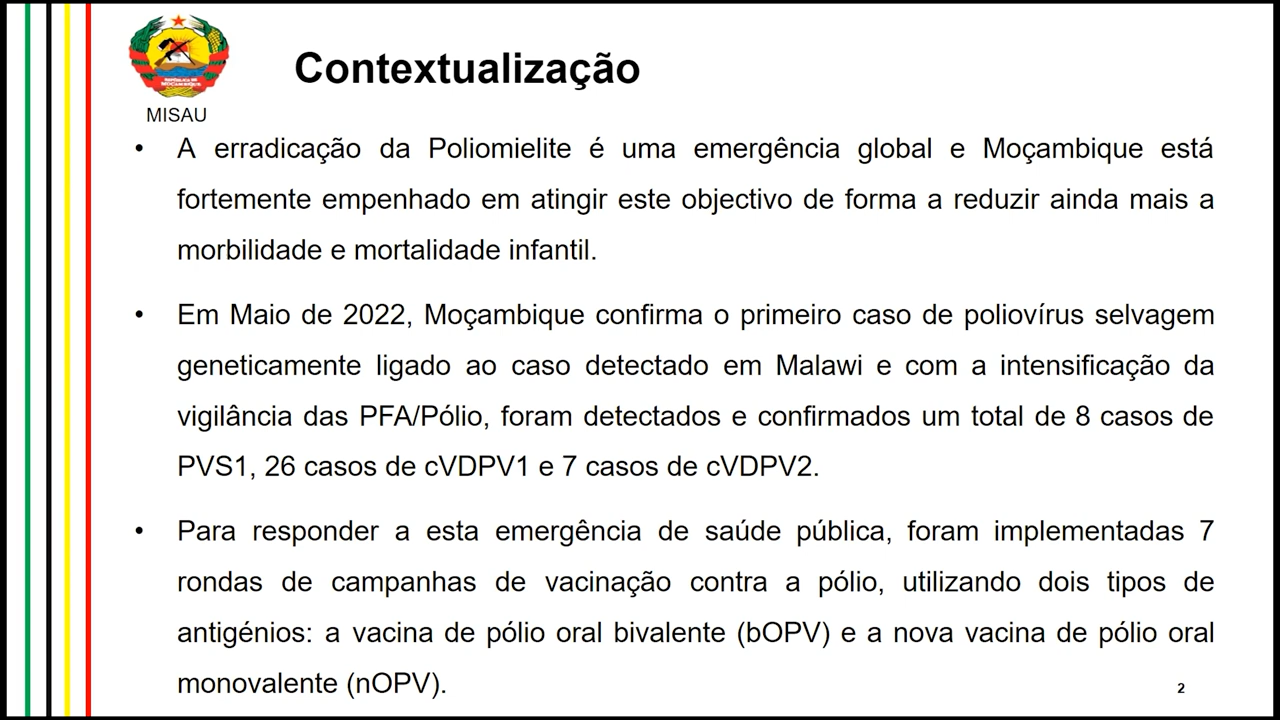 Contextualização
MISAU
• A erradicação da Poliomielite é uma emergência global e Moçambique está
fortemente empenhado em atingir este objectivo de forma a reduzir ainda mais a
morbilidade e mortalidade infantil.
• Em Maio de 2022, Moçambique confirma o primeiro caso de poliovírus selvagem
geneticamente ligado ao caso detectado em Malawi e com a intensificação da
vigilância das PFA/Pólio, foram detectados e confirmados um total de 8 casos de
PVS1, 26 casos de cVDPV1 e 7 casos de cVDPV2.
• Para responder a esta emergência de saúde pública, foram implementadas 7
rondas de campanhas de vacinação contra a pólio, utilizando dois tipos de
antigénios: a vacina de pólio oral bivalente (bOPV) e a nova vacina de pólio oral
monovalente (nOPV).
2